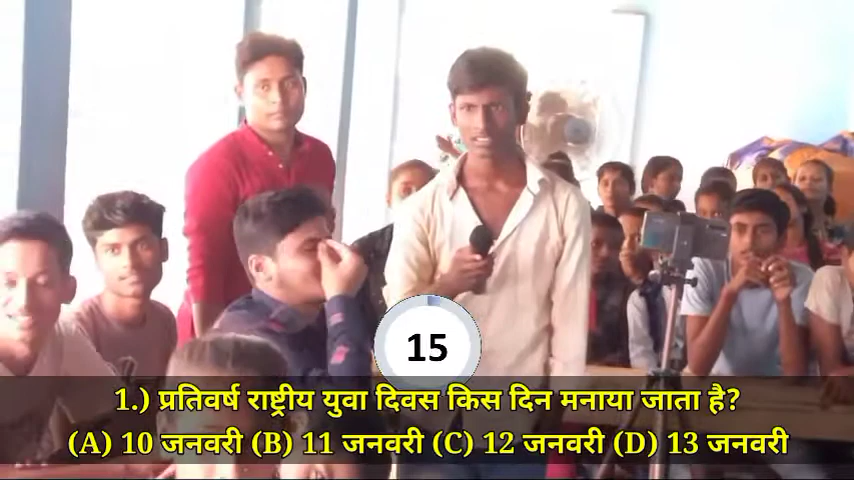 15
1.) प्रतिवर्ष राष्ट्रीय युवा दिवस किस दिन मनाया जाता है?
(A) 10 जनवरी (B) 11 जनवरी (C) 12 जनवरी (D) 13 जनवरी